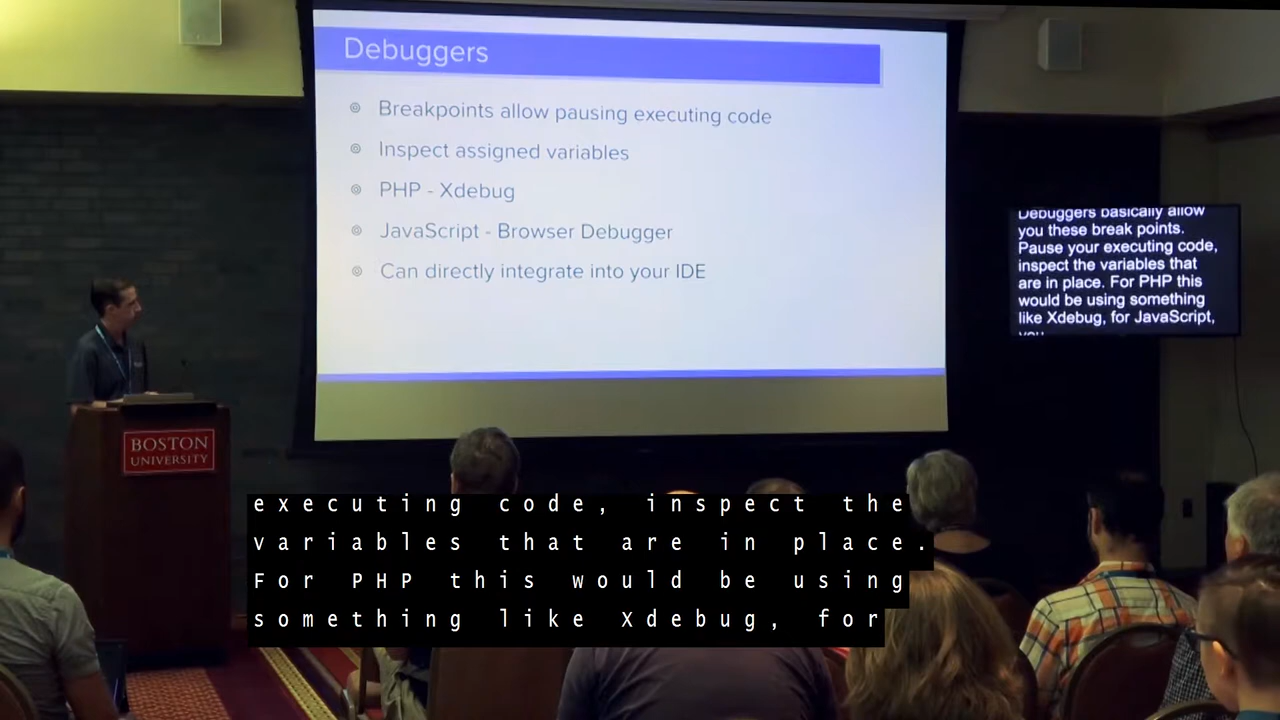 Debuggers
Breakpoints allow pausing executing code
Inspect assigned variables
PHP - Xdebug
JavaScript - Browser Debugger
Can directly integrate into your IDE
Debuggers basically allow
you these break points.
Pause your executing code,
inspect the variables that
are in place. For PHP this
would be using something
like Xdebug, for JavaScript,
you
BOSTON
UNIVERSITY
executing code, inspect the
variables that are in place.
For PHP this would be using
something like Xdebug, for